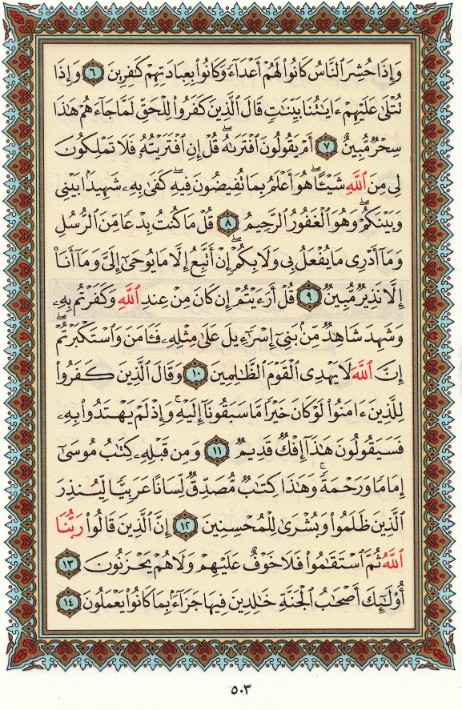 وَإِذَا حُشِرَ ٱلنَّاسُ كَانُوا۟ لَهُمْ أَعْدَآءً وَكَانُوا۟ بِعِبَادَتِهِمْ كَٰفِرِينَ ٦ وَإِذَا
تُتْلَىٰ عَلَيْهِمْ ءَايَٰتُنَا بَيِّنَٰتٍ قَالَ ٱلَّذِينَ كَفَرُوا۟ لِلْحَقِّ لَمَّا جَآءَهُمْ هَٰذَا
سِحْرٌ مُّبِينٌ ٧ أَمْ يَقُولُونَ ٱفْتَرَىٰهُ ۖ قُلْ إِنِ ٱفْتَرَيْتُهُۥ فَلَا تَمْلِكُونَ
لِى مِنَ ٱللَّهِ شَيْـًٔا ۖ هُوَ أَعْلَمُ بِمَا تُفِيضُونَ فِيهِ ۖ كَفَىٰ بِهِۦ شَهِيدًۢا بَيْنِى
وَبَيْنَكُمْ ۖ وَهُوَ ٱلْغَفُورُ ٱلرَّحِيمُ ٨ قُلْ مَا كُنتُ بِدْعًا مِّنَ ٱلرُّسُلِ
وَمَآ أَدْرِى مَا يُفْعَلُ بِى وَلَا بِكُمْ ۖ إِنْ أَتَّبِعُ إِلَّا مَا يُوحَىٰٓ إِلَىَّ وَمَآ أَنَا۠
إِلَّا نَذِيرٌ مُّبِينٌ ٩ قُلْ أَرَءَيْتُمْ إِن كَانَ مِنْ عِندِ ٱللَّهِ وَكَفَرْتُم بِهِۦ
وَشَهِدَ شَاهِدٌ مِّنۢ بَنِىٓ إِسْرَٰٓءِيلَ عَلَىٰ مِثْلِهِۦ فَـَٔامَنَ وَٱسْتَكْبَرْتُمْ ۖ
إِنَّ ٱللَّهَ لَا يَهْدِى ٱلْقَوْمَ ٱلظَّٰلِمِينَ ١٠ وَقَالَ ٱلَّذِينَ كَفَرُوا۟
لِلَّذِينَ ءَامَنُوا۟ لَوْ كَانَ خَيْرًا مَّا سَبَقُونَآ إِلَيْهِ ۚ وَإِذْ لَمْ يَهْتَدُوا۟ بِهِۦ
فَسَيَقُولُونَ هَٰذَآ إِفْكٌ قَدِيمٌ ١١ وَمِن قَبْلِهِۦ كِتَٰبُ مُوسَىٰٓ
إِمَامًا وَرَحْمَةً ۚ وَهَٰذَا كِتَٰبٌ مُّصَدِّقٌ لِّسَانًا عَرَبِيًّا لِّيُنذِرَ
ٱلَّذِينَ ظَلَمُوا۟ وَبُشْرَىٰ لِلْمُحْسِنِينَ ١٢ إِنَّ ٱلَّذِينَ قَالُوا۟ رَبُّنَا
ٱللَّهُ ثُمَّ ٱسْتَقَٰمُوا۟ فَلَا خَوْفٌ عَلَيْهِمْ وَلَا هُمْ يَحْزَنُونَ ١٣
أُو۟لَٰٓئِكَ أَصْحَٰبُ ٱلْجَنَّةِ خَٰلِدِينَ فِيهَا جَزَآءًۢ بِمَا كَانُوا۟ يَعْمَلُونَ ١٤
٥٠٣